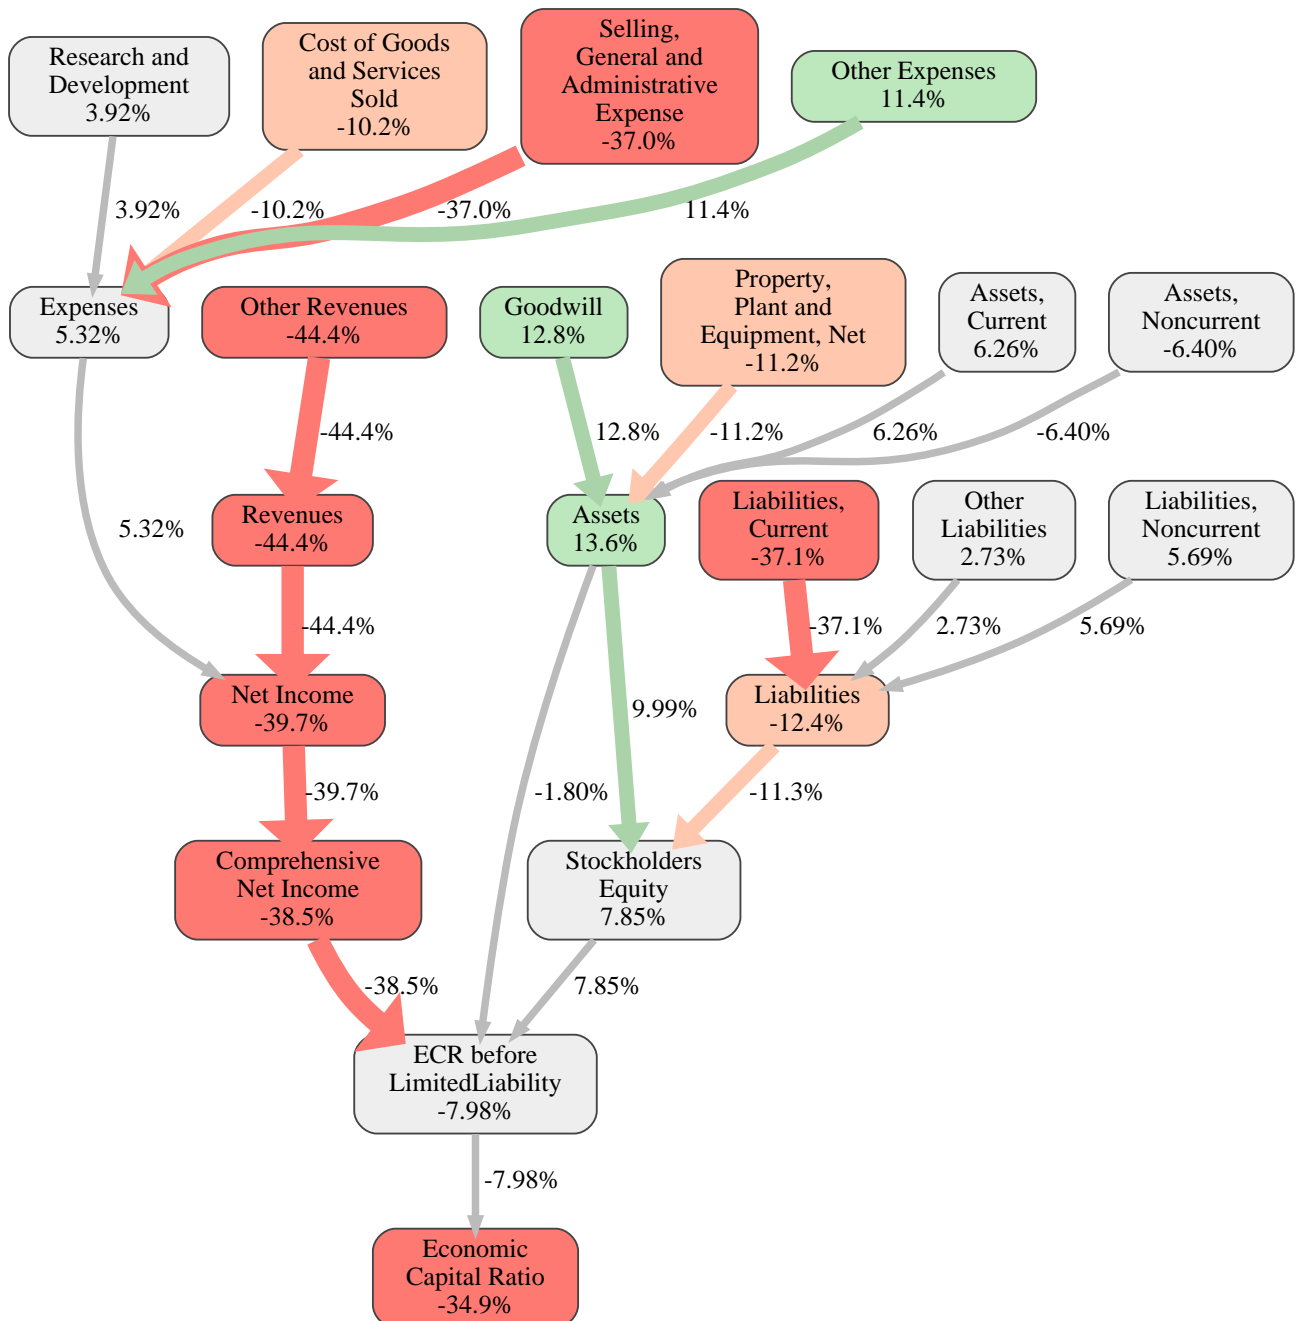 Research and
Development
3.92%
Cost of Goods
and Services
Sold
-10.2%
Selling,
General and
Administrative
Expense
-37.0%
Other Expenses
11.4%
3.92%
-10.2%
-37.0%
11.4%
Expenses
5.32%
Other Revenues
-44.4%
Goodwill
12.8%
Property,
Plant and
Equipment, Net
-11.2%
Assets,
Current
6.26%
Assets,
Noncurrent
-6.40%
-44.4%
12.8%
-11.2%
6.26%
-6.40%
5.32%
Revenues
-44.4%
Assets
13.6%
Liabilities,
Current
-37.1%
Other
Liabilities
2.73%
Liabilities,
Noncurrent
5.69%
-44.4%
-37.1%
2.73%
5.69%
Net Income
-39.7%
9.99%
Liabilities
-12.4%
-39.7%
-1.80%
-11.3%
Comprehensive
Net Income
-38.5%
Stockholders
Equity
7.85%
-38.5%
7.85%
ECR before
LimitedLiability
-7.98%
-7.98%
Economic
Capital Ratio
-34.9%